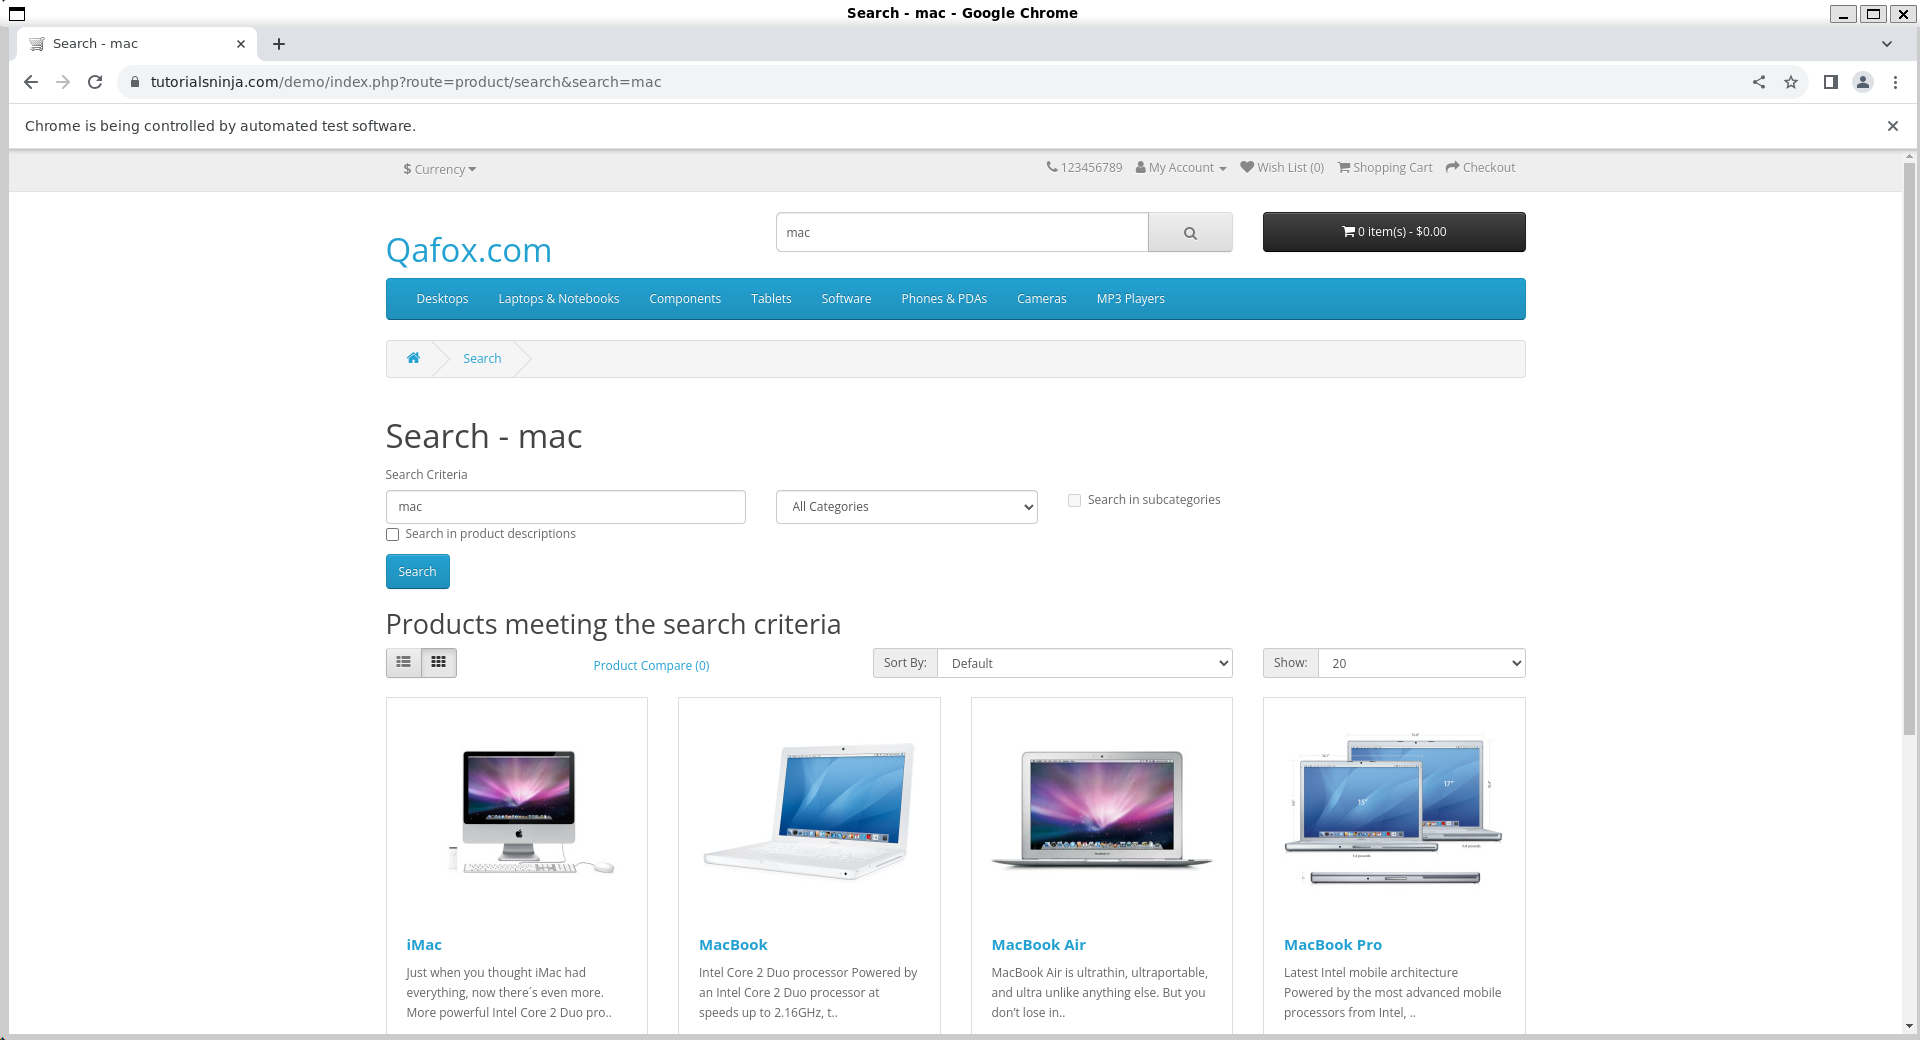 Search - mac - Google Chrome
Search - mac
tutorialsninja.com/demo/index.php?route=product/search&search=mac
Chrome is being controlled by automated test software.
$ Currency
123456789 My Account Wish List (0) Shopping Cart Checkout
Qafox.com
mac
0 item(s) - $0.00
Desktops Laptops & Notebooks Components Tablets Software Phones & PDAs Cameras MP3 Players
Search
Search - mac
Search Criteria
mac
All Categories
Search in subcategories
Search in product descriptions
Search
Products meeting the search criteria
Product Compare (0)
Sort By: Default
Show: 20
15"
17"
iMac
Just when you thought iMac had
everything, now there´s even more.
More powerful Intel Core 2 Duo pro..
MacBook
Intel Core 2 Duo processor Powered by
an Intel Core 2 Duo processor at
speeds up to 2.16GHz, t..
MacBook Air
MacBook Air is ultrathin, ultraportable,
and ultra unlike anything else. But you
don't lose in..
MacBook Pro
Latest Intel mobile architecture
Powered by the most advanced mobile
processors from Intel, ..